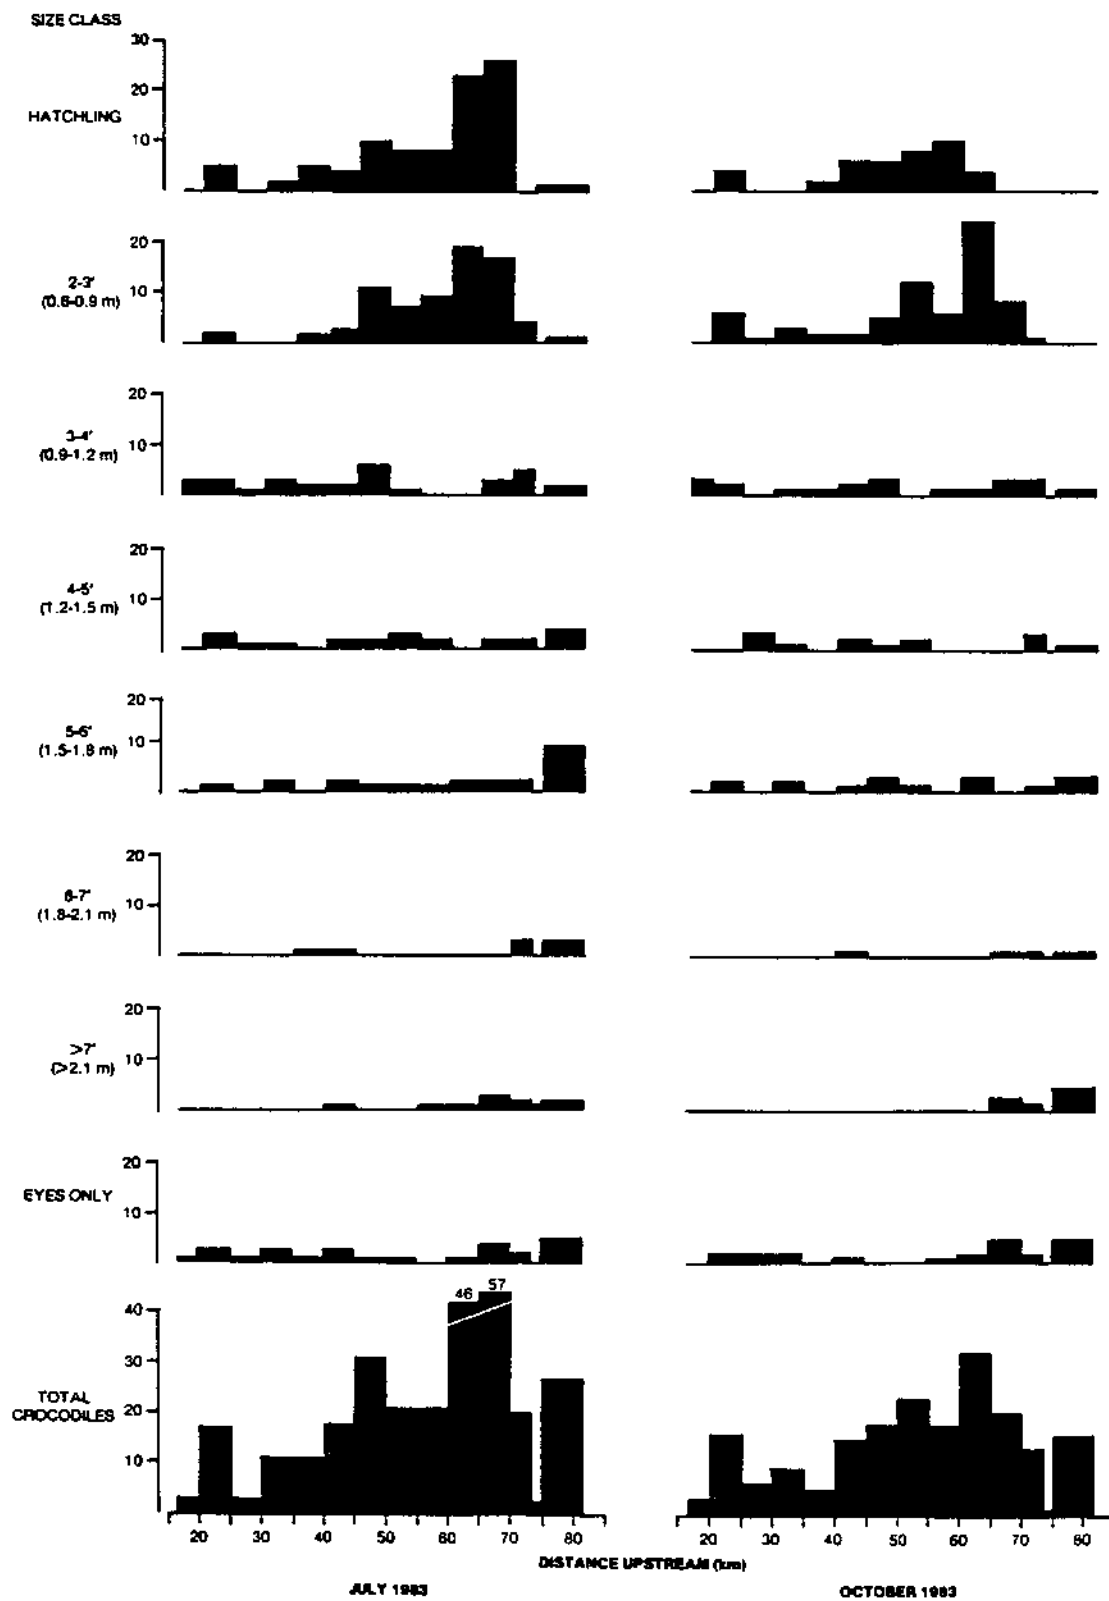 SIZE CLASS
30
20
HATCHLING
10
20
2-3'
10
(0.6-0.9 m)
20
3-4'
10
(0.9-1.2 m)
20
4-5'
10
(1.2-1.5 m)
20
5-6'
10
(1.5-1.8 m)
20
6-7'
10
(1.8-2.1 m)
20
>7'
10
(>2.1 m)
20
EYES ONLY
10
46 57
40
30
TOTAL
CROCODILES
20
10
20 30 40 50 60 70 80 20 30 40 50 60 70 80
DISTANCE UPSTREAM (km)
JULY 1983 OCTOBER 1983